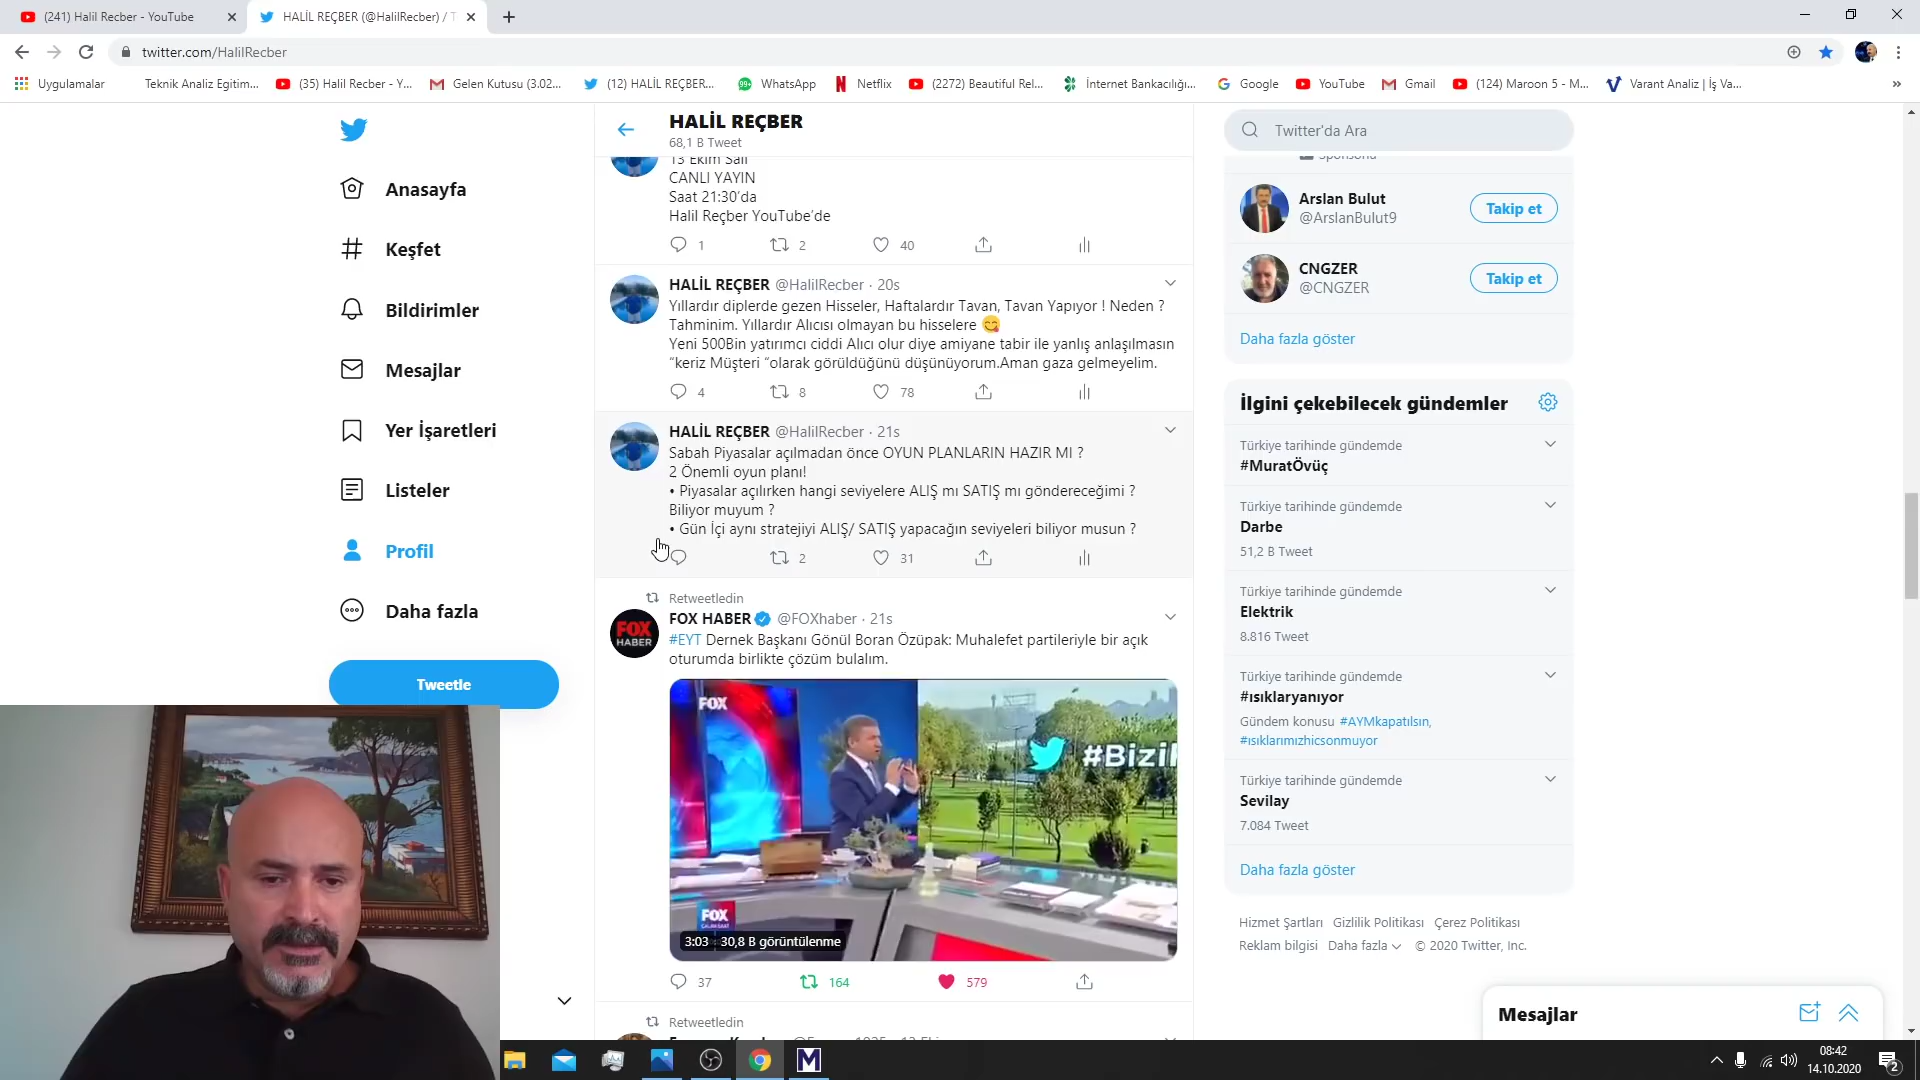 (241) Halil Recber - YouTube
HALİL REÇBER (@HalilRecber) / T
twitter.com/HalilRecber
Uygulamalar
Teknik Analiz Egitim...
(35) Halil Recber - Y...
Gelen Kutusu (3.02...
(12) HALİL REÇBER...
WhatsApp
Netflix
(2272) Beautiful Rel...
İnternet Bankacılığı...
Google
YouTube
Gmail
(124) Maroon 5 - M...
Varant Analiz | İş Va...
Anasayfa
Keşfet
Bildirimler
Mesajlar
Yer İşaretleri
Listeler
Profil
Daha fazla
Tweetle
HALİL REÇBER
68,1 B Tweet
13 Ekim Salı
CANLI YAYIN
Saat 21:30'da
Halil Reçber YouTube'de
1 2 40
HALİL REÇBER @HalilRecber · 20s
Yıllardır diplerde gezen Hisseler, Haftalardır Tavan, Tavan Yapıyor ! Neden ?
Tahminim. Yıllardır Alıcısı olmayan bu hisselere 😋
Yeni 500Bin yatırımcı ciddi Alıcı olur diye amiyane tabir ile yanlış anlaşılmasın
“keriz Müşteri “olarak görüldüğünü düşünüyorum.Aman gaza gelmeyelim.
4 8 78
HALİL REÇBER @HalilRecber · 21s
Sabah Piyasalar açılmadan önce OYUN PLANLARIN HAZIR MI ?
2 Önemli oyun planı!
• Piyasalar açılırken hangi seviyelere ALIŞ mı SATIŞ mı göndereceğimi ?
Biliyor muyum ?
• Gün İçi aynı stratejiyi ALIŞ/ SATIŞ yapacağın seviyeleri biliyor musun ?
2 31
Retweetledin
FOX HABER @FOXhaber · 21s
#EYT Dernek Başkanı Gönül Boran Özüpak: Muhalefet partileriyle bir açık
oturumda birlikte çözüm bulalım.
FOX
HABER
FOX
#Bizil
FOX
3:03 30,8 B görüntülenme
37 164 579
Retweetledin
Twitter'da Ara
Sponsorlu
Arslan Bulut
@ArslanBulut9
Takip et
CNGZER
@CNGZER
Takip et
Daha fazla göster
İlgini çekebilecek gündemler
Türkiye tarihinde gündemde
#MuratÖvüç
Türkiye tarihinde gündemde
Darbe
51,2 B Tweet
Türkiye tarihinde gündemde
Elektrik
8.816 Tweet
Türkiye tarihinde gündemde
#ısıklaryanıyor
Gündem konusu #AYMkapatılsın,
#ısıklarımızhicsonmuyor
Türkiye tarihinde gündemde
Sevilay
7.084 Tweet
Daha fazla göster
Hizmet Şartları Gizlilik Politikası Çerez Politikası
Reklam bilgisi Daha fazla © 2020 Twitter, Inc.
Mesajlar
08:42
14.10.2020
2